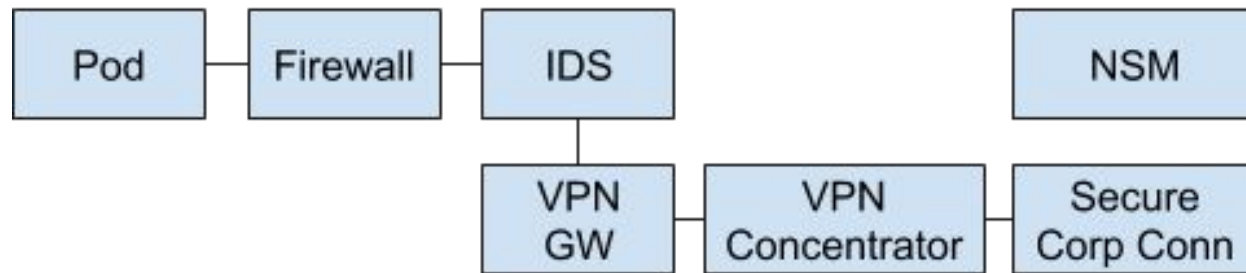 Pod
Firewall
IDS
NSM
VPN
GW
VPN
Concentrator
Secure
Corp Conn